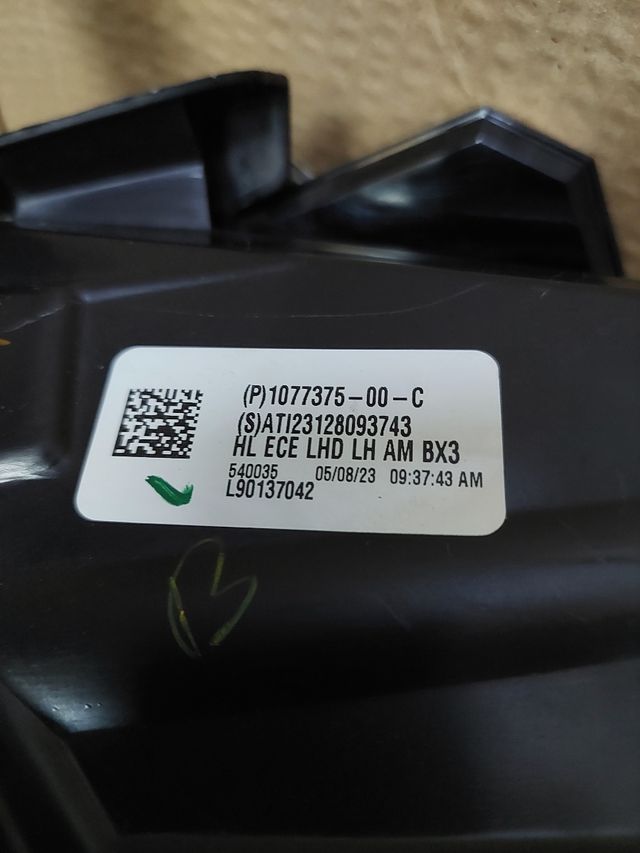 (P)1077375-00-C
(S)ATI23128093743
HL ECE LHD LH AM BX3
540035 05/08/23 09:37:43 AM
L90137042
B